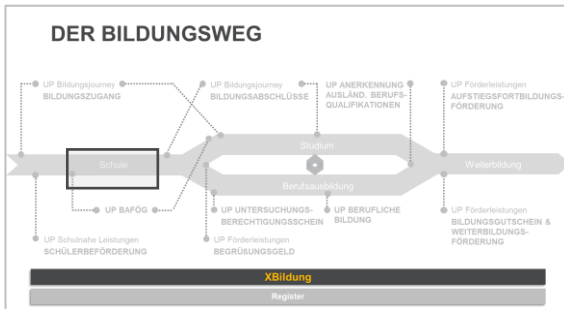 DER BILDUNGSWEG
UP Bildungsjourney
BILDUNGSZUGANG
UP Bildungsjourney
BILDUNGSABSCHLÜSSE
UP ANERKENNUNG
AUSLÄND. BERUFS-
QUALIFIKATIONEN
UP Förderleistungen
AUFSTIEGSFORTBILDUNGS-
FÖRDERUNG
Studium
Schule
Weiterbildung
Berufsausbildung
UP BAFÖG
UP UNTERSUCHUNGS-
BERECHTIGUNGSSCHEIN
UP BERUFLICHE
BILDUNG
UP Förderleistungen
BILDUNGSGUTSCHEIN &
WEITERBILDUNGS-
FÖRDERUNG
UP Schulnahe Leistungen
SCHÜLERBEFÖRDERUNG
UP Förderleistungen
BEGRÜßUNGSGELD
XBildung
Register